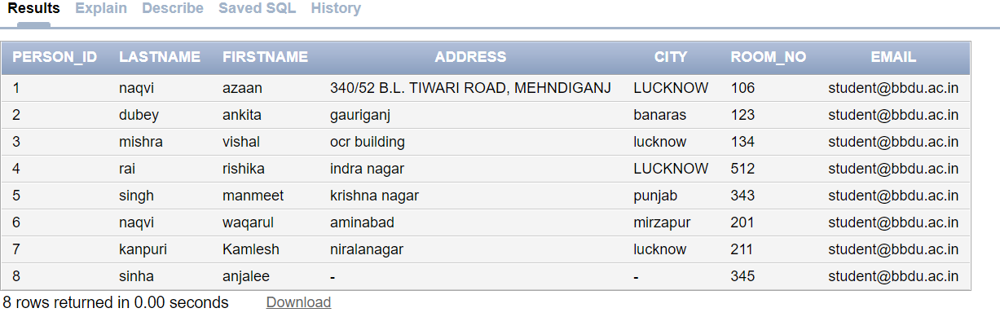 Results Explain Describe Saved SQL History
PERSON_ID LASTNAME FIRSTNAME ADDRESS CITY ROOM_NO EMAIL
1 naqvi azaan 340/52 B.L. TIWARI ROAD, MEHNDIGANJ LUCKNOW 106 student@bbdu.ac.in
2 dubey ankita gauriganj banaras 123 student@bbdu.ac.in
3 mishra vishal ocr building lucknow 134 student@bbdu.ac.in
4 rai rishika indra nagar LUCKNOW 512 student@bbdu.ac.in
5 singh manmeet krishna nagar punjab 343 student@bbdu.ac.in
6 naqvi waqarul aminabad mirzapur 201 student@bbdu.ac.in
7 kanpuri Kamlesh niralanagar lucknow 211 student@bbdu.ac.in
8 sinha anjalee - - 345 student@bbdu.ac.in
8 rows returned in 0.00 seconds Download